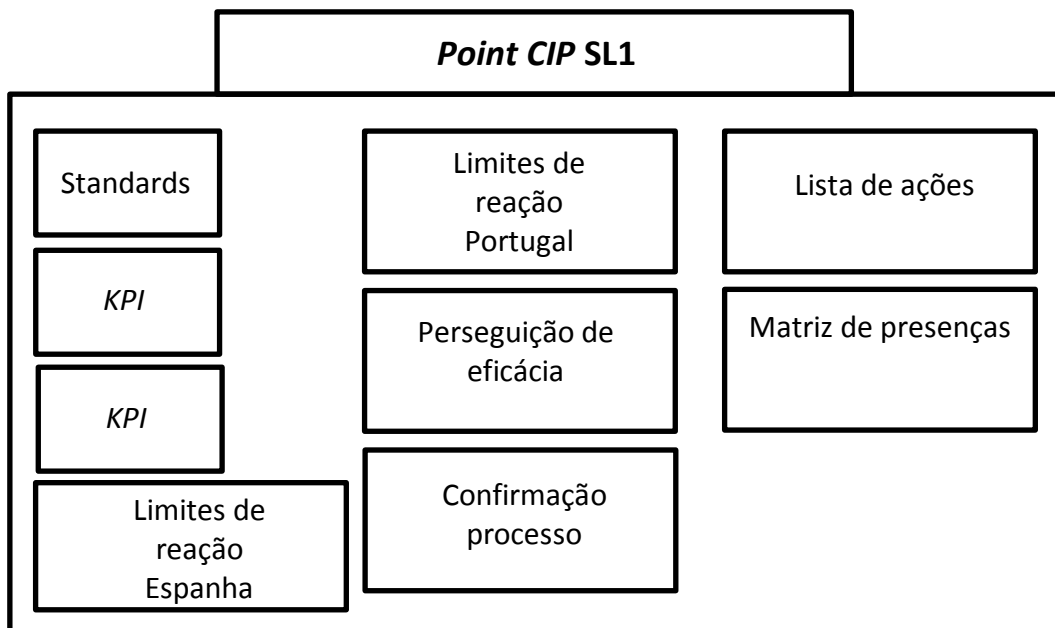 Point CIP SL1
Standards
KPI
KPI
Limites de
reação
Espanha
Limites de
reação
Portugal
Perseguição de
eficácia
Confirmação
processo
Lista de ações
Matriz de presenças